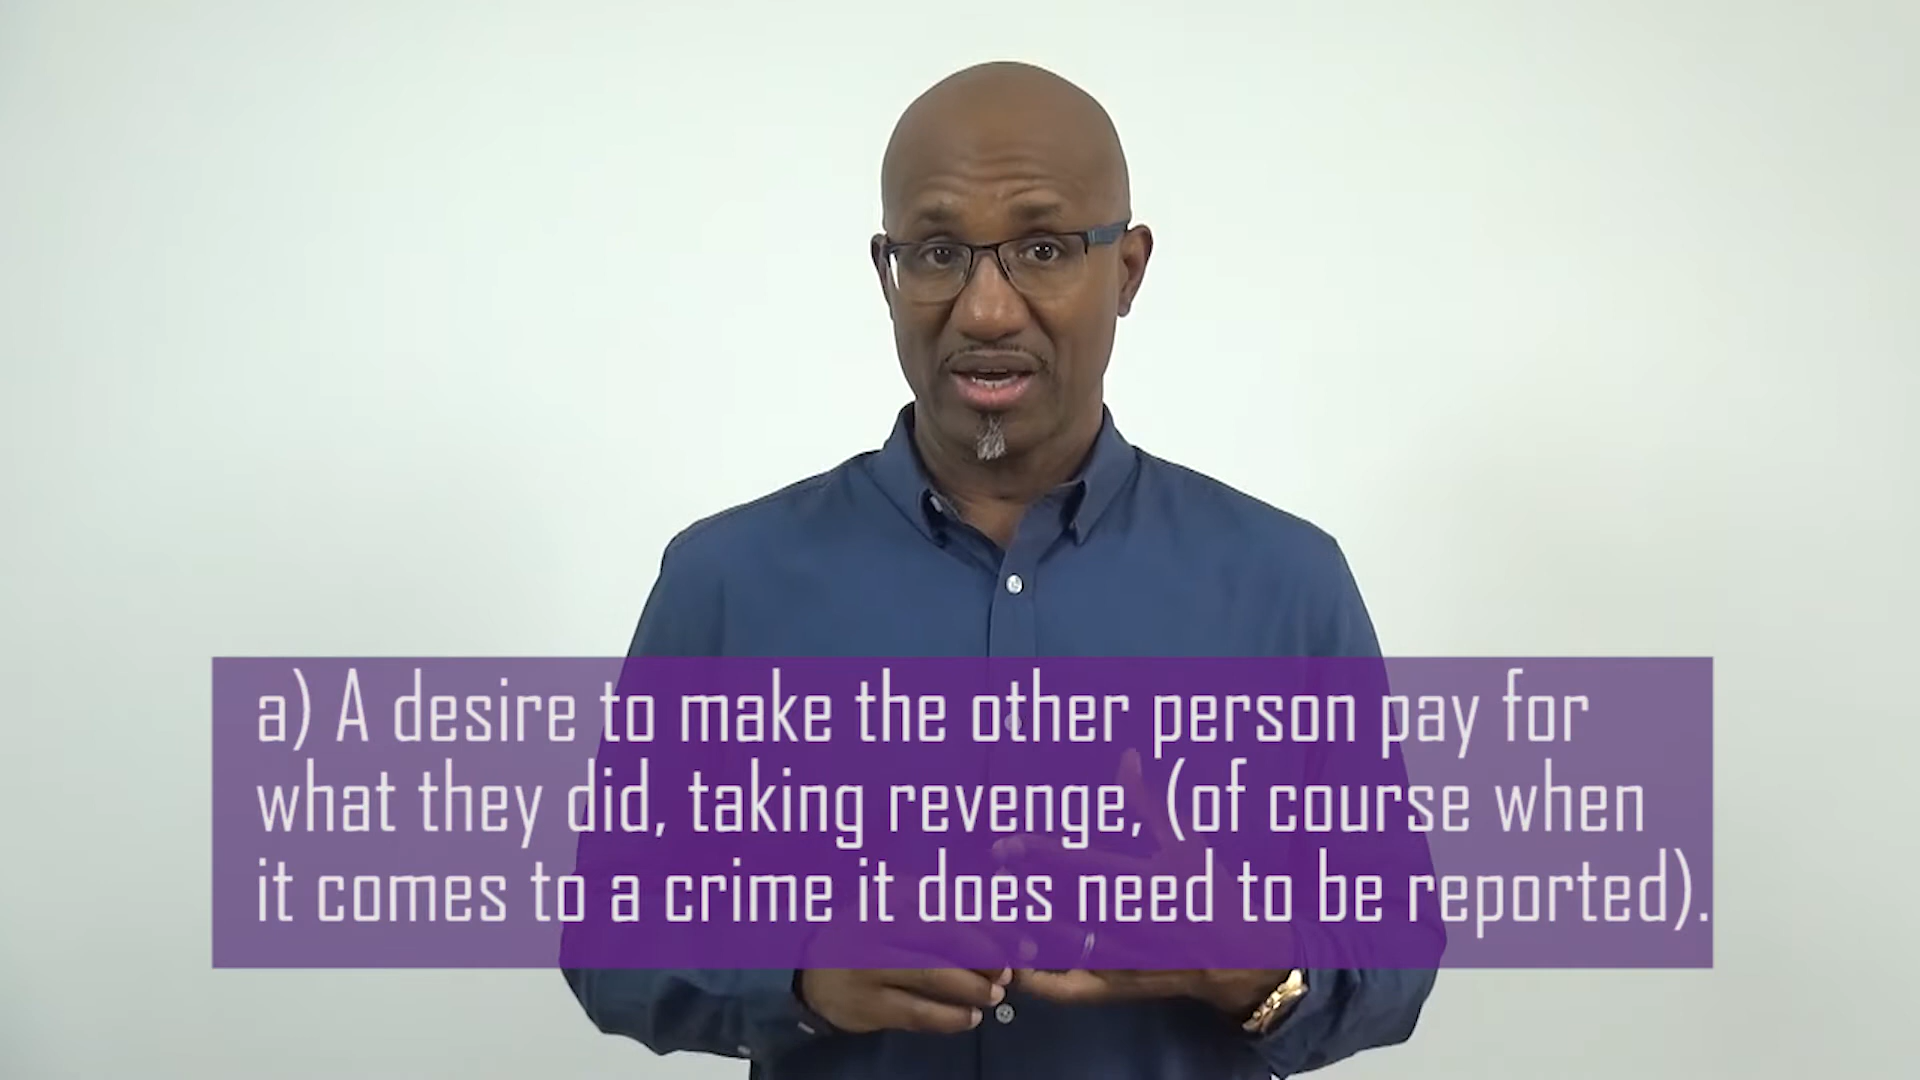 a) A desire to make the other person pay for
what they did, taking revenge, (of course when
it comes to a crime it does need to be reported).